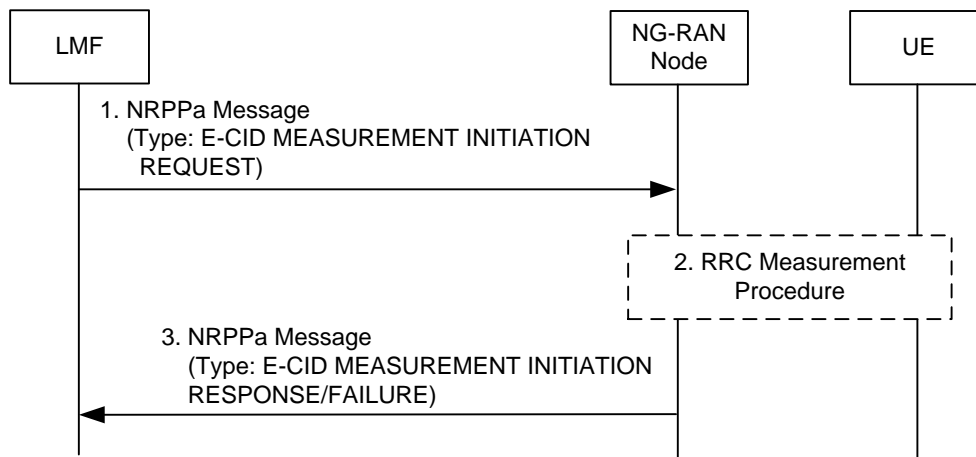 LMF
NG-RAN
Node
UE
1. NRPPa Message
(Type: E-CID MEASUREMENT INITIATION
REQUEST)
2. RRC Measurement
Procedure
3. NRPPa Message
(Type: E-CID MEASUREMENT INITIATION
RESPONSE/FAILURE)